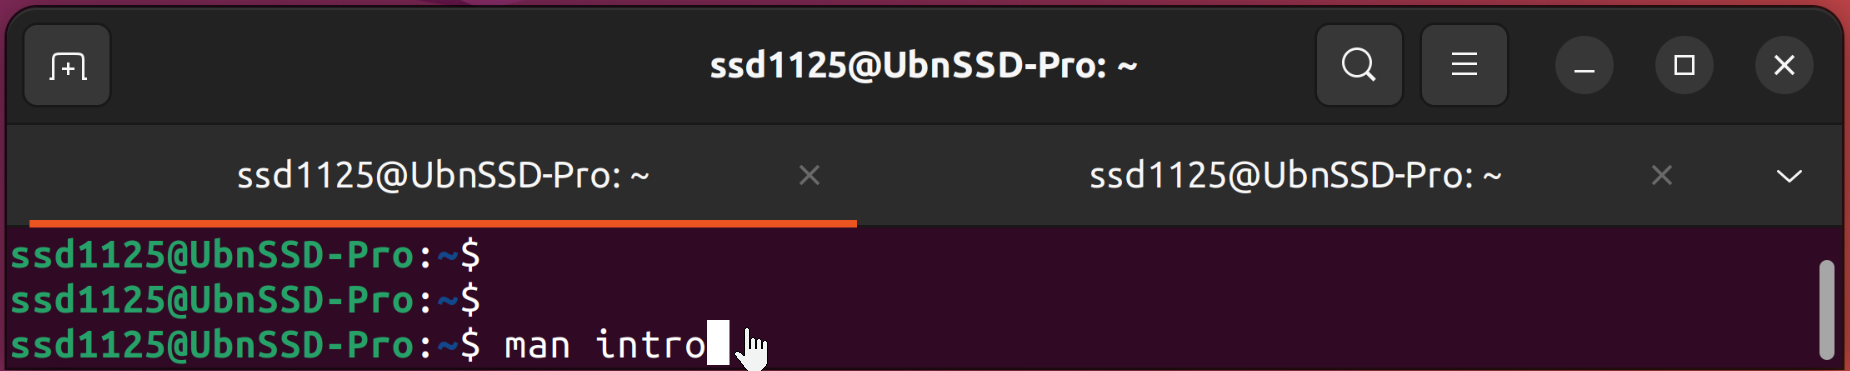 ssd1125@UbnSSD-Pro: ~
ssd1125@UbnSSD-Pro: ~ ssd1125@UbnSSD-Pro: ~
ssd1125@UbnSSD-Pro:~$
ssd1125@UbnSSD-Pro:~$
ssd1125@UbnSSD-Pro:~$ man intro